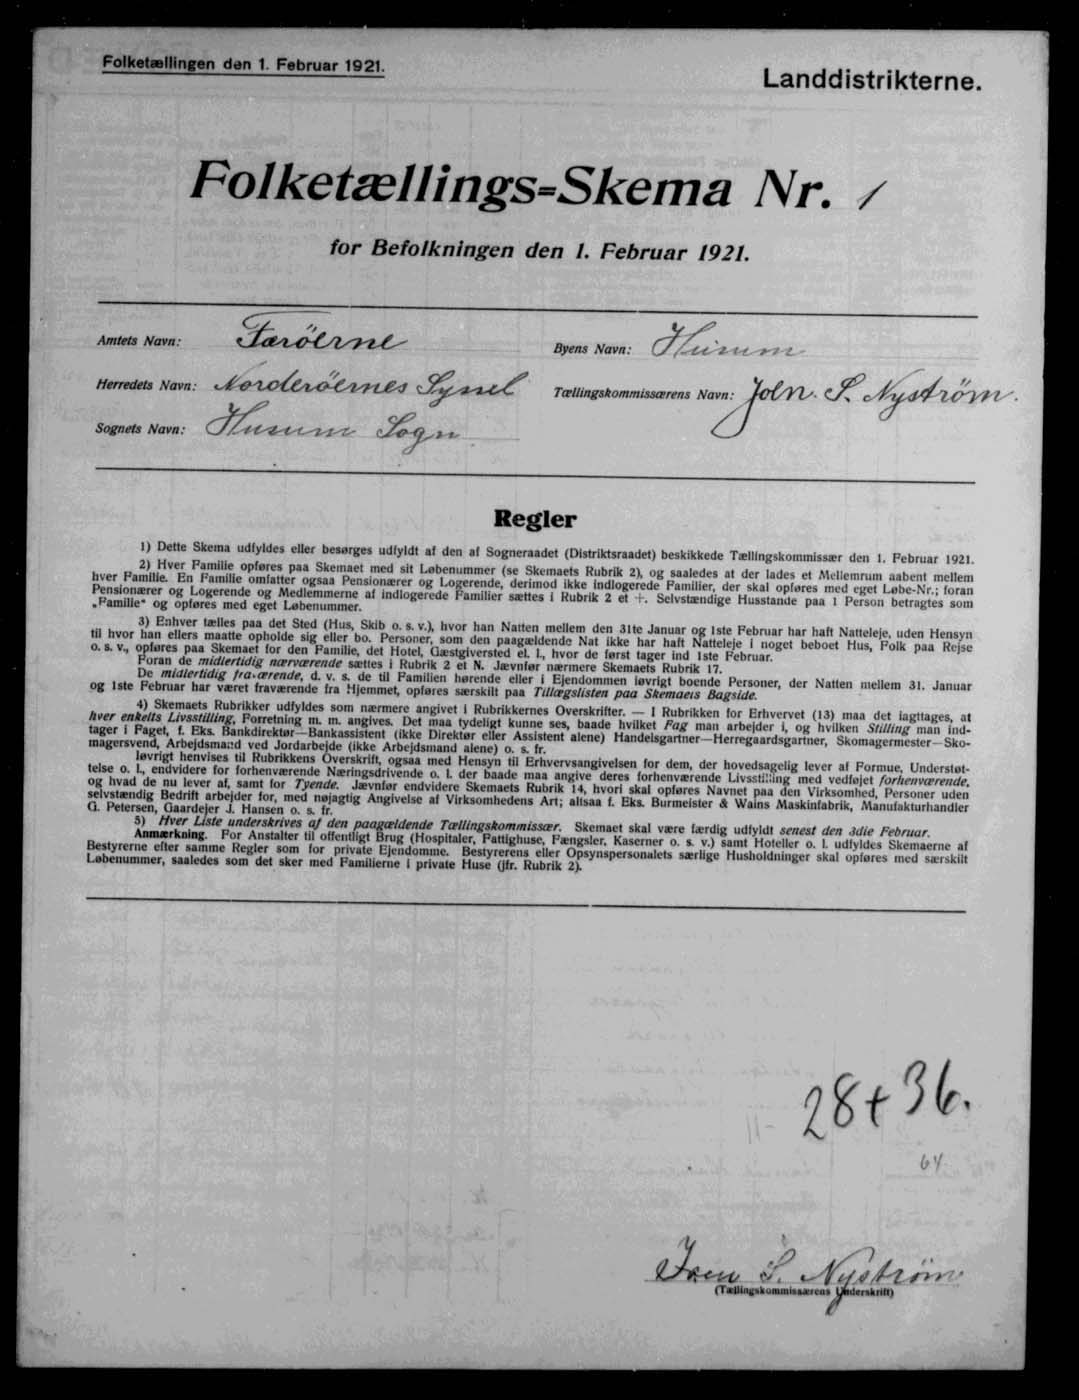 Folketællingen den 1. Februar 1921.
Landdistrikterne.
Folketællings=Skema Nr. 1
for Befolkningen den 1. Februar 1921.
Amtets Navn: Færöerne
Byens Navn: Husum
Herredets Navn: Norderöernes Syssel
Tællingskommissærens Navn: Joen. S. Nyström.
Sognets Navn: Husum Sogn
Regler
1) Dette Skema udfyldes eller besørges udfyldt af den af Sogneraadet (Distriktsraadet) beskikkede Tællingskommissær den 1. Februar 1921.
2) Hver Familie opføres paa Skemaet med sit Løbenummer (se Skemaets Rubrik 2), og saaledes at der lades et Mellemrum aabent mellem
hver Familie. En Familie omfatter ogsaa Pensionærer og Logerende, derimod ikke indlogerede Familier, der skal opføres med eget Løbe-Nr.; foran
Pensionærer og Logerende og Medlemmerne af indlogerede Familier sættes i Rubrik 2 et +. Selvstændige Husstande paa 1 Person betragtes som
„Familie“ og opføres med eget Løbenummer.
3) Enhver tælles paa det Sted (Hus, Skib o. s. v.), hvor han Natten mellem den 31te Januar og 1ste Februar har haft Natteleje, uden Hensyn
til hvor han ellers maatte opholde sig eller bo. Personer, som den paagældende Nat ikke har haft Natteleje i noget beboet Hus, Folk paa Rejse
o. s. v., opføres paa Skemaet for den Familie, det Hotel, Gæstgiversted el. l., hvor de først tager ind 1ste Februar.
Foran de midlertidig nærværende sættes i Rubrik 2 et N. Jævnfør nærmere Skemaets Rubrik 17.
De midlertidig fraværende, d. v. s. de til Familien hørende eller i Ejendommen iøvrigt boende Personer, der Natten mellem 31. Januar
og 1ste Februar har været fraværende fra Hjemmet, opføres særskilt paa Tillægslisten paa Skemaets Bagside.
4) Skemaets Rubrikker udfyldes som nærmere angivet i Rubrikkernes Overskrifter. — I Rubrikken for Erhvervet (13) maa det iagttages, at
hver enkelts Livsstilling, Forretning m. m. angives. Det maa tydeligt kunne ses, baade hvilket Fag man arbejder i, og hvilken Stilling man ind-
tager i Faget, f. Eks. Bankdirektør—Bankassistent (ikke Direktør eller Assistent alene) Handelsgartner—Herregaardsgartner, Skomagermester—Sko-
magersvend, Arbejdsmand ved Jordarbejde (ikke Arbejdsmand alene) o. s. fr.
Iøvrigt henvises til Rubrikkens Overskrift, ogsaa med Hensyn til Erhvervsangivelsen for dem, der hovedsagelig lever af Formue, Understøt-
telse o. l., endvidere for forhenværende Næringsdrivende o. l. der baade maa angive deres forhenværende Livsstilling med vedføjet forhenværende,
og hvad de nu lever af, samt for Tyende. Jævnfør endvidere Skemaets Rubrik 14, hvori skal opføres Navnet paa den Virksomhed, Personer uden
selvstændig Bedrift arbejder for, med nøjagtig Angivelse af Virksomhedens Art; altsaa f. Eks. Burmeister & Wains Maskinfabrik, Manufakturhandler
G. Petersen, Gaardejer J. Hansen o. s. fr.
5) Hver Liste underskrives af den paagældende Tællingskommissær. Skemaet skal være færdig udfyldt senest den 3die Februar.
Anmærkning. For Anstalter til offentligt Brug (Hospitaler, Fattighuse, Fængsler, Kaserner o. s. v.) samt Hoteller o. l. udfyldes Skemaerne af
Bestyrerne efter samme Regler som for private Ejendomme. Bestyrerens eller Opsynspersonalets særlige Husholdninger skal opføres med særskilt
Løbenummer, saaledes som det sker med Familierne i private Huse (jfr. Rubrik 2).
28+36.
64
Joen S. Nyström
(Tællingskommissærens Underskrift)